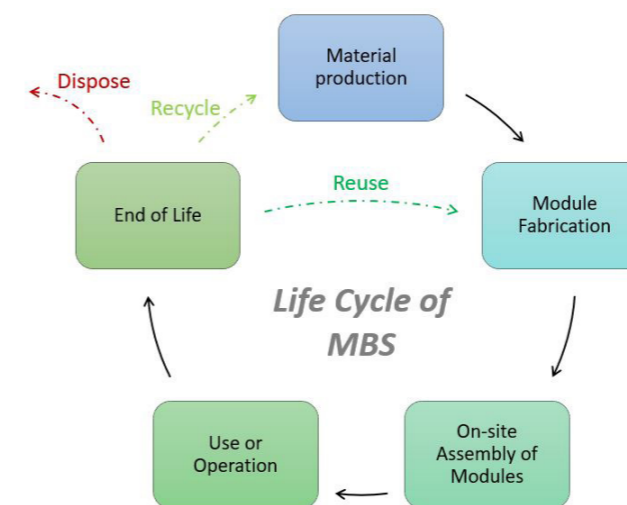 Material
production
Dispose
Recycle
Reuse
End of Life
Module
Fabrication
Life Cycle of
MBS
On-site
Assembly of
Modules
Use or
Operation